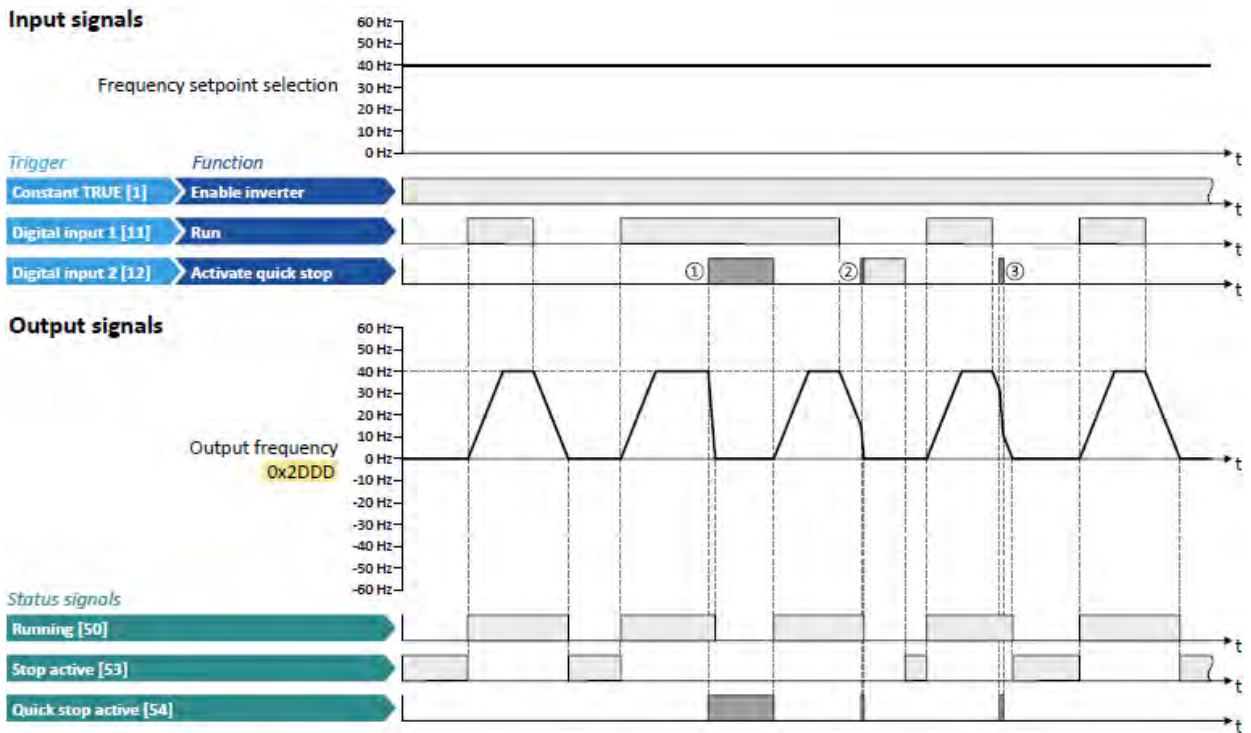 Input signals
60 Hz
50 Hz
40 Hz
Frequency setpoint selection
30 Hz
20 Hz
10 Hz
0 Hz
t
Trigger Function
Constant TRUE [1] Enable inverter
t
Digital input 1 [11] Run
t
Digital input 2 [12] Activate quick stop
① ② ③
t
Output signals
60 Hz
50 Hz
40 Hz
30 Hz
20 Hz
10 Hz
Output frequency
0 Hz
t
0x2DDD
-10 Hz
-20 Hz
-30 Hz
-40 Hz
-50 Hz
-60 Hz
Status signals
Running [50]
t
Stop active [53]
t
Quick stop active [54]
t